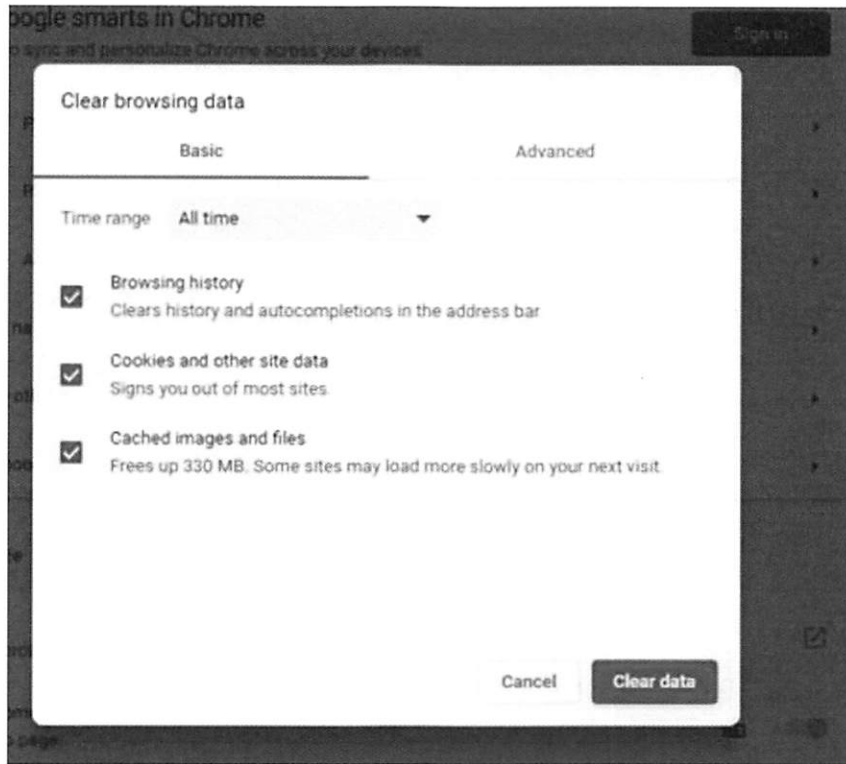 oogle smarts in Chrome
o sync and personalize Chrome across your devices
Sign in
Clear browsing data
Basic
Advanced
Time range
All time
Browsing history
Clears history and autocompletions in the address bar
Cookies and other site data
Signs you out of most sites.
Cached images and files
Frees up 330 MB. Some sites may load more slowly on your next visit.
Cancel
Clear data
page